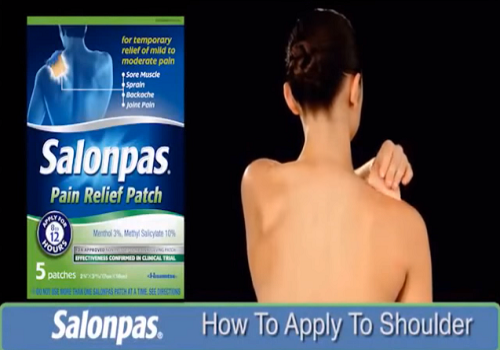 for temporary
relief of mild to
moderate pain
• Sore Muscle
• Sprain
• Backache
• Joint Pain
Salonpas®
Pain Relief Patch
APPLY FOR
8 to
12
HOURS
Menthol 3%, Methyl Salicylate 10%
EFFECTIVENESS CONFIRMED IN CLINICAL TRIAL
5 patches
Hisamitsu
DO NOT USE MORE THAN ONE SALONPAS PATCH AT A TIME. SEE DIRECTIONS
Salonpas® How To Apply To Shoulder